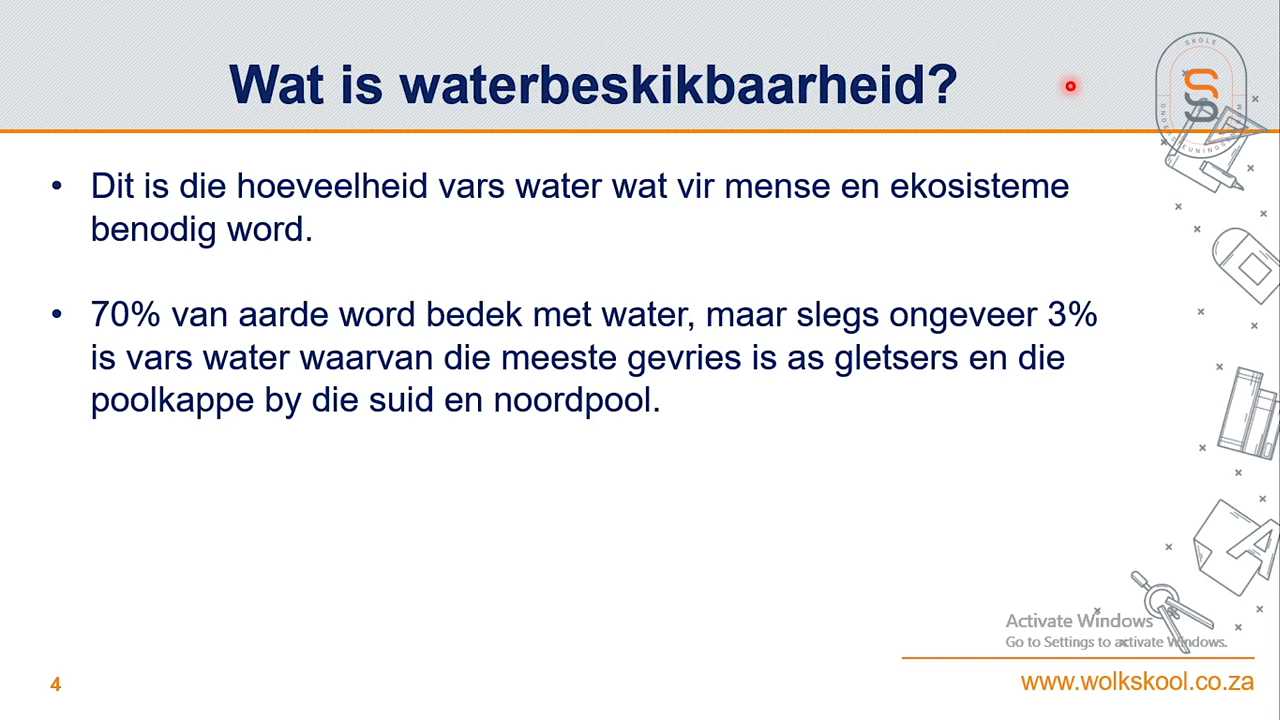 Wat is waterbeskikbaarheid?
SKOLE
• Dit is die hoeveelheid vars water wat vir mense en ekosisteme
benodig word.
• 70% van aarde word bedek met water, maar slegs ongeveer 3%
is vars water waarvan die meeste gevries is as gletsers en die
poolkappe by die suid en noordpool.
Activate Windows
Go to Settings to activate Windows.
4
www.wolkskool.co.za